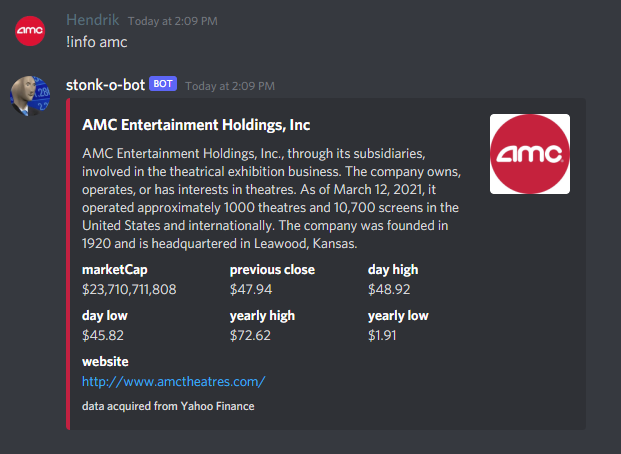 amc
Hendrik Today at 2:09 PM
!info amc
stonk-o-bot BOT Today at 2:09 PM
AMC Entertainment Holdings, Inc
amc
AMC Entertainment Holdings, Inc., through its subsidiaries,
involved in the theatrical exhibition business. The company owns,
operates, or has interests in theatres. As of March 12, 2021, it
operated approximately 1000 theatres and 10,700 screens in the
United States and internationally. The company was founded in
1920 and is headquartered in Leawood, Kansas.
marketCap previous close day high
$23,710,711,808 $47.94 $48.92
day low yearly high yearly low
$45.82 $72.62 $1.91
website
http://www.amctheatres.com/
data acquired from Yahoo Finance